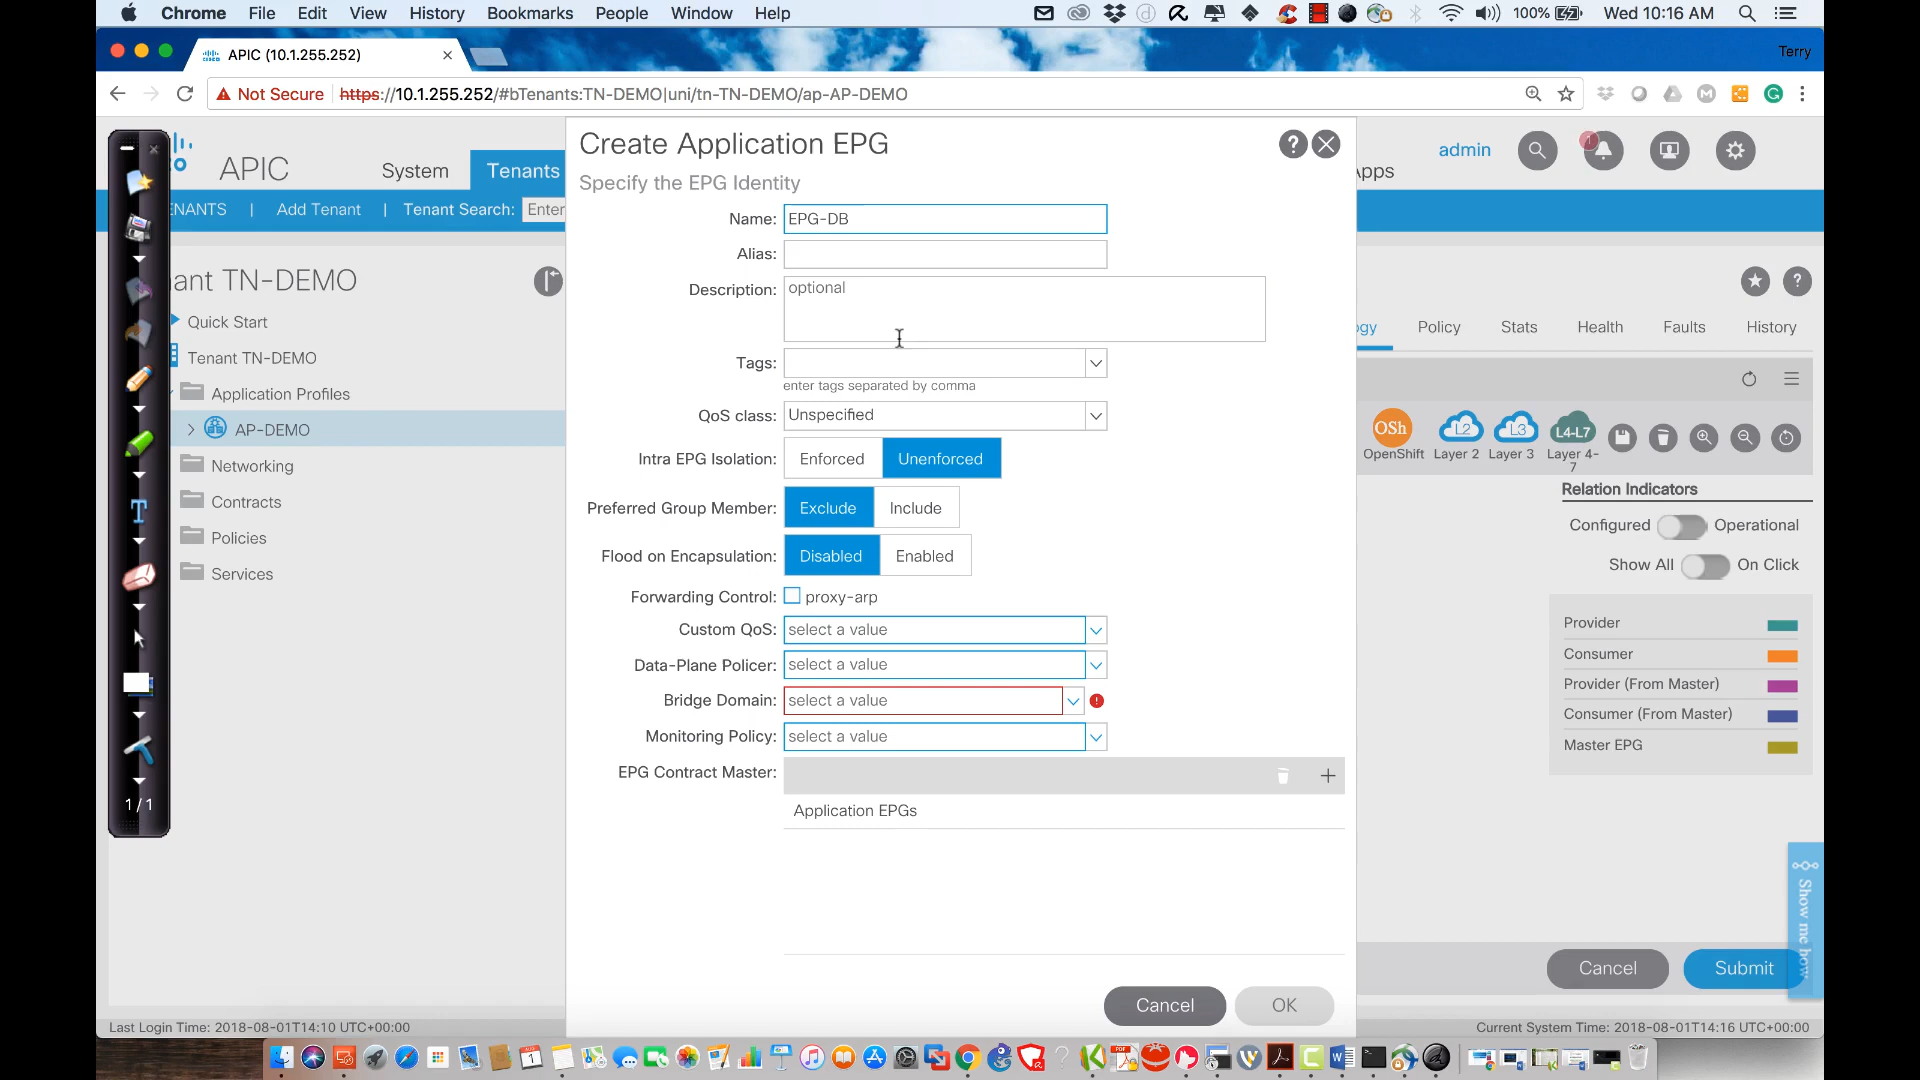 Chrome File Edit View History Bookmarks People Window Help 100% Wed 10:16 AM
APIC (10.1.255.252) Terry
Not Secure https://10.1.255.252/#bTenants:TN-DEMO|uni/tn-TN-DEMO/ap-AP-DEMO
APIC System Tenants Apps admin 1
ENANTS | Add Tenant | Tenant Search: Enter
ant TN-DEMO
Quick Start
Tenant TN-DEMO
Application Profiles
AP-DEMO
Networking
Contracts
Policies
Services
1 / 1
Create Application EPG
Specify the EPG Identity
Name: EPG-DB
Alias:
Description: optional
Tags:
enter tags separated by comma
QoS class: Unspecified
Intra EPG Isolation: Enforced Unenforced
Preferred Group Member: Exclude Include
Flood on Encapsulation: Disabled Enabled
Forwarding Control: proxy-arp
Custom QoS: select a value
Data-Plane Policer: select a value
Bridge Domain: select a value
Monitoring Policy: select a value
EPG Contract Master:
Application EPGs
Cancel OK
gy Policy Stats Health Faults History
OSh L2 L3 L4-L7
OpenShift Layer 2 Layer 3 Layer 4-
7
Relation Indicators
Configured Operational
Show All On Click
Provider
Consumer
Provider (From Master)
Consumer (From Master)
Master EPG
Show me how
Cancel Submit
Last Login Time: 2018-08-01T14:10 UTC+00:00 Current System Time: 2018-08-01T14:16 UTC+00:00